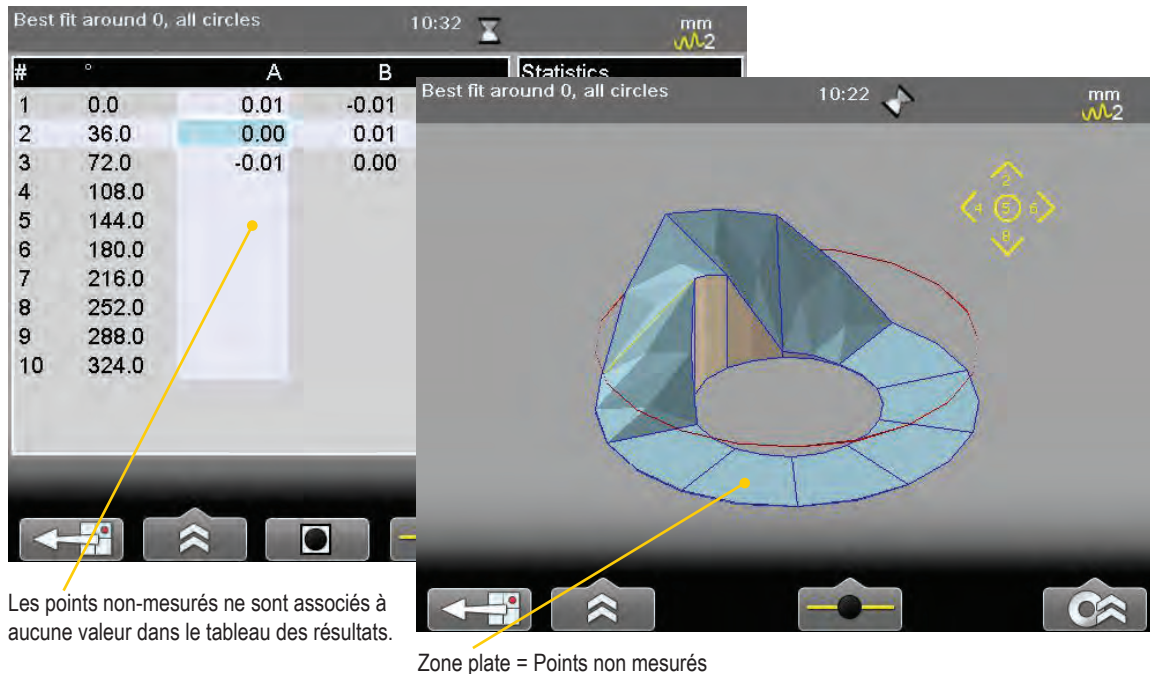 Best fit around 0, all circles 10:32 mm
2
# ° A B Statistics
1 0.0 0.01 -0.01
2 36.0 0.00 0.01
3 72.0 -0.01 0.00
4 108.0
5 144.0
6 180.0
7 216.0
8 252.0
9 288.0
10 324.0
Best fit around 0, all circles 10:22 mm
2
2
4 5 6
8
Les points non-mesurés ne sont associés à
aucune valeur dans le tableau des résultats.
Zone plate = Points non mesurés